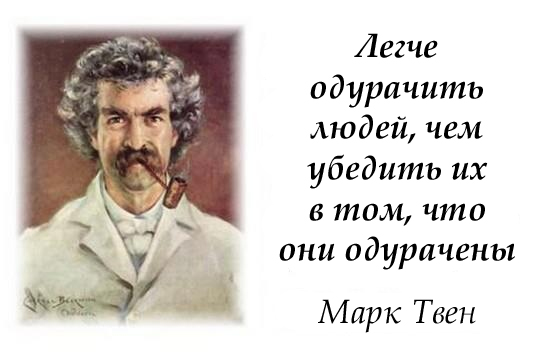 Легче
одурачить
людей, чем
убедить их
в том, что
они одурачены
Марк Твен